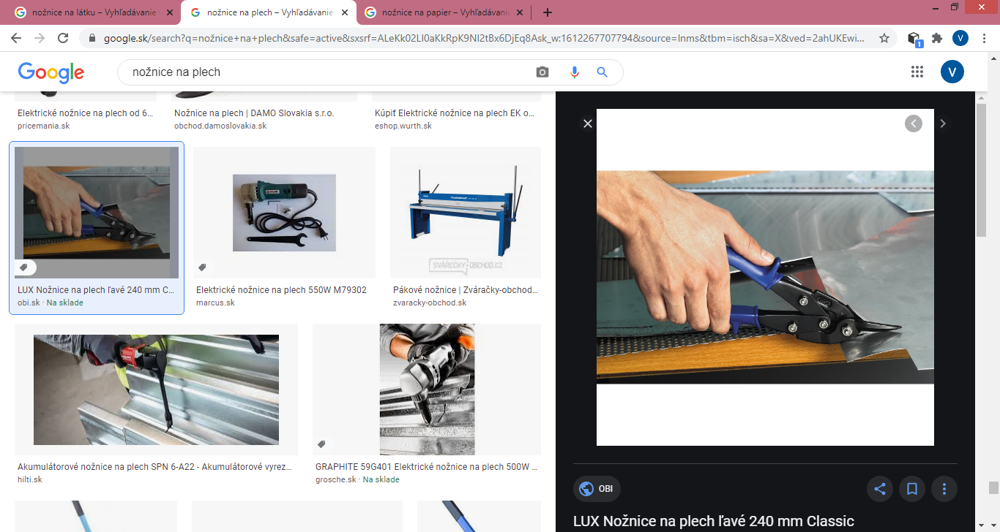 nožnice na látku – Vyhľadávanie
nožnice na plech – Vyhľadávanie
nožnice na papier – Vyhľadávani
google.sk/search?q=nožnice+na+plech&safe=active&sxsrf=ALeKk02LI0aKkRpK9NI2tBx6DjEq8Ask_w:1612267707794&source=lnms&tbm=isch&sa=X&ved=2ahUKEwi...
1
V
Google
nožnice na plech
V
Elektrické nožnice na plech od 6...
pricemania.sk
Nožnice na plech | DAMO Slovakia s.r.o.
obchod.damoslovakia.sk
Kúpiť Elektrické nožnice na plech EK o...
eshop.wurth.sk
LUX Nožnice na plech ľavé 240 mm C...
obi.sk · Na sklade
Elektrické nožnice na plech 550W M79302
marcus.sk
SVÁŘEČKY-OBCHOD.CZ
Pákové nožnice | Zváračky-obchod...
zvaracky-obchod.sk
Akumulátorové nožnice na plech SPN 6-A22 - Akumulátorové vyrez...
hilti.sk
GRAPHITE 59G401 Elektrické nožnice na plech 500W ...
grosche.sk · Na sklade
OBI
LUX Nožnice na plech ľavé 240 mm Classic